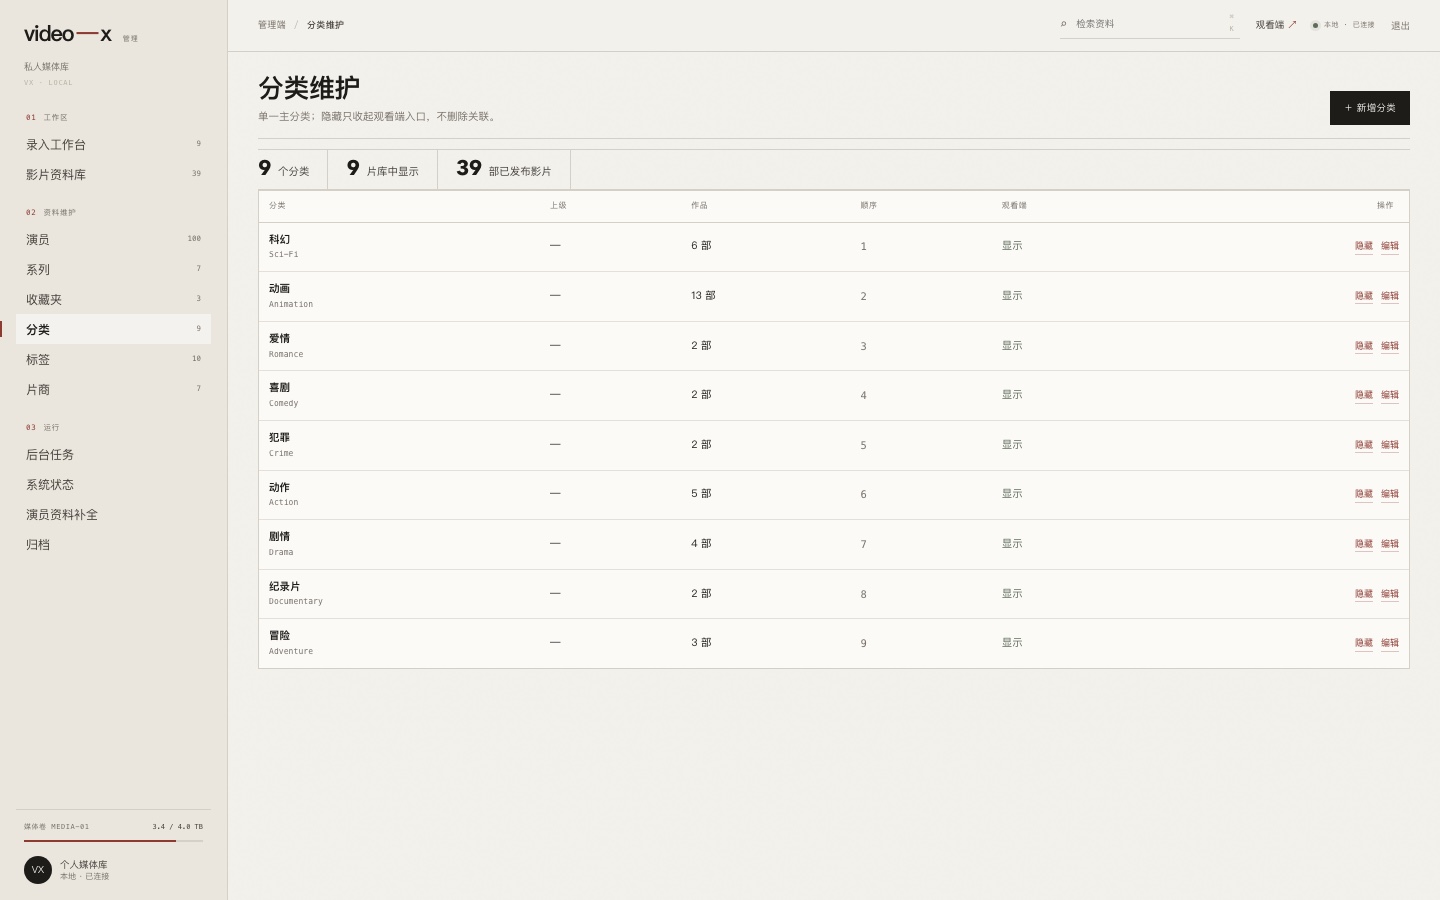 video—x 管理
私人媒体库
VX · LOCAL
01 工作区
录入工作台 9
影片资料库 39
02 资料维护
演员 100
系列 7
收藏夹 3
分类 9
标签 10
片商 7
03 运行
后台任务
系统状态
演员资料补全
归档
媒体卷 MEDIA-01 3.4 / 4.0 TB
VX
个人媒体库
本地 · 已连接
管理端 / 分类维护
检索资料
观看端 ↗
本地 · 已连接
退出
分类维护
单一主分类；隐藏只收起观看端入口，不删除关联。
+ 新增分类
9 个分类
9 片库中显示
39 部已发布影片
分类 上级 作品 顺序 观看端 操作
科幻 — 6 部 1 显示 隐藏 编辑
Sci-Fi
动画 — 13 部 2 显示 隐藏 编辑
Animation
爱情 — 2 部 3 显示 隐藏 编辑
Romance
喜剧 — 2 部 4 显示 隐藏 编辑
Comedy
犯罪 — 2 部 5 显示 隐藏 编辑
Crime
动作 — 5 部 6 显示 隐藏 编辑
Action
剧情 — 4 部 7 显示 隐藏 编辑
Drama
纪录片 — 2 部 8 显示 隐藏 编辑
Documentary
冒险 — 3 部 9 显示 隐藏 编辑
Adventure